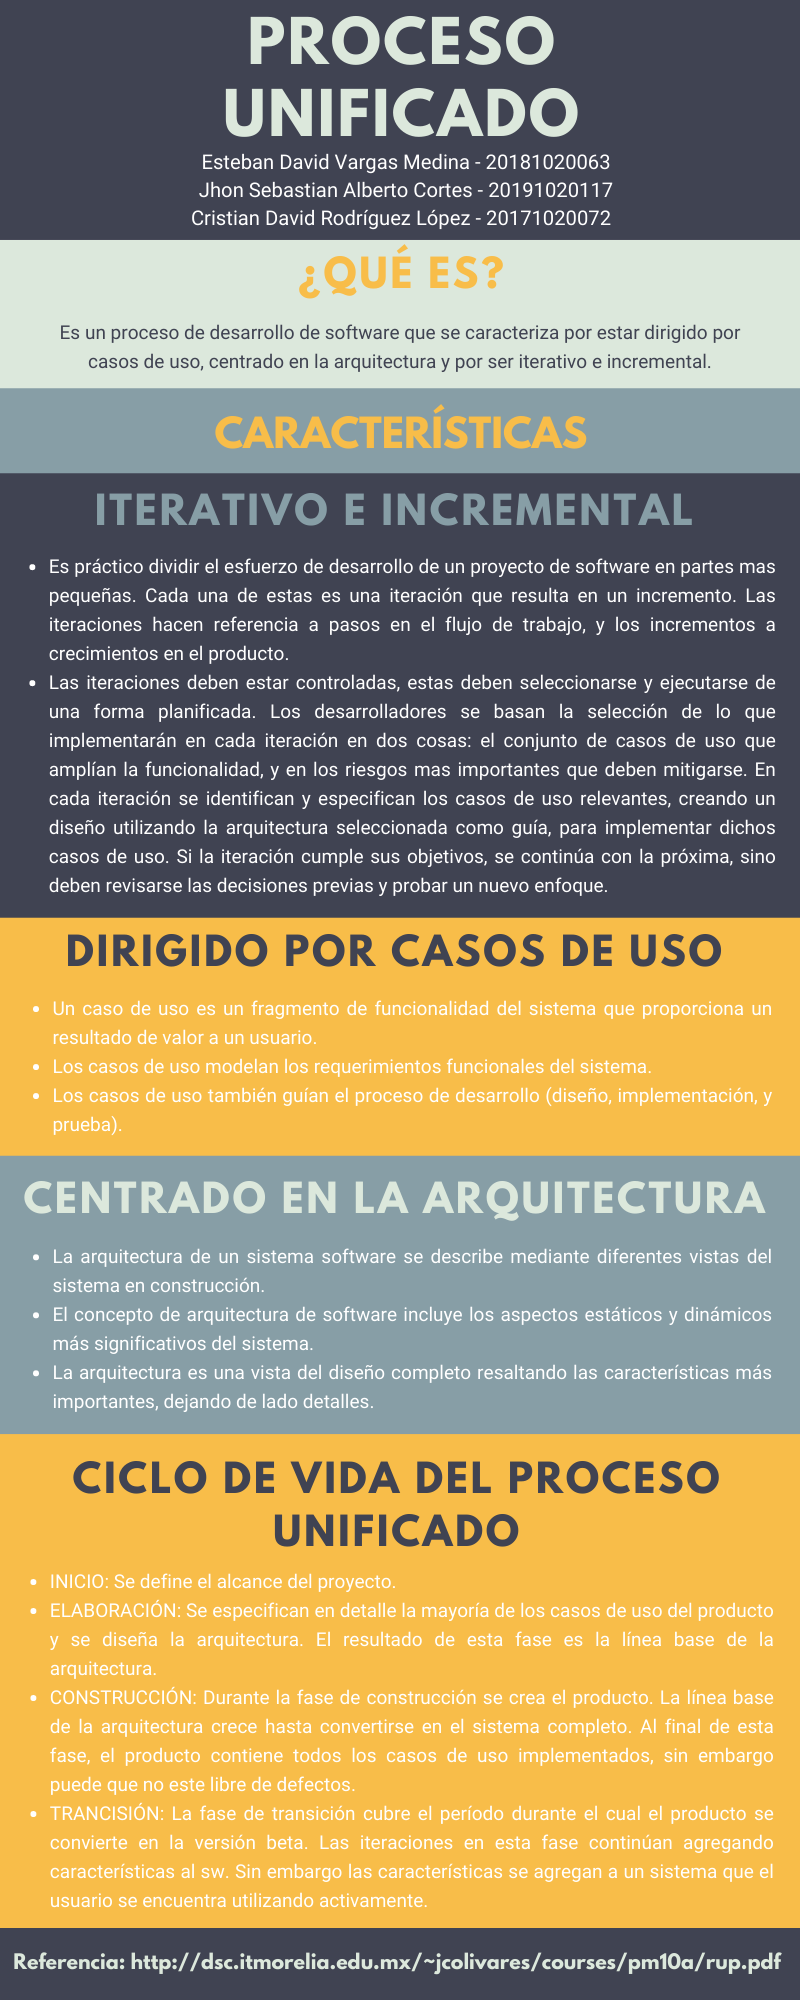 PROCESO
UNIFICADO
Esteban David Vargas Medina - 20181020063
Jhon Sebastian Alberto Cortes - 20191020117
Cristian David Rodríguez López - 20171020072
¿QUÉ ES?
Es un proceso de desarrollo de software que se caracteriza por estar dirigido por
casos de uso, centrado en la arquitectura y por ser iterativo e incremental.
CARACTERÍSTICAS
ITERATIVO E INCREMENTAL
• Es práctico dividir el esfuerzo de desarrollo de un proyecto de software en partes mas
pequeñas. Cada una de estas es una iteración que resulta en un incremento. Las
iteraciones hacen referencia a pasos en el flujo de trabajo, y los incrementos a
crecimientos en el producto.
• Las iteraciones deben estar controladas, estas deben seleccionarse y ejecutarse de
una forma planificada. Los desarrolladores se basan la selección de lo que
implementarán en cada iteración en dos cosas: el conjunto de casos de uso que
amplían la funcionalidad, y en los riesgos mas importantes que deben mitigarse. En
cada iteración se identifican y especifican los casos de uso relevantes, creando un
diseño utilizando la arquitectura seleccionada como guía, para implementar dichos
casos de uso. Si la iteración cumple sus objetivos, se continúa con la próxima, sino
deben revisarse las decisiones previas y probar un nuevo enfoque.
DIRIGIDO POR CASOS DE USO
• Un caso de uso es un fragmento de funcionalidad del sistema que proporciona un
resultado de valor a un usuario.
• Los casos de uso modelan los requerimientos funcionales del sistema.
• Los casos de uso también guían el proceso de desarrollo (diseño, implementación, y
prueba).
CENTRADO EN LA ARQUITECTURA
• La arquitectura de un sistema software se describe mediante diferentes vistas del
sistema en construcción.
• El concepto de arquitectura de software incluye los aspectos estáticos y dinámicos
más significativos del sistema.
• La arquitectura es una vista del diseño completo resaltando las características más
importantes, dejando de lado detalles.
CICLO DE VIDA DEL PROCESO
UNIFICADO
• INICIO: Se define el alcance del proyecto.
• ELABORACIÓN: Se especifican en detalle la mayoría de los casos de uso del producto
y se diseña la arquitectura. El resultado de esta fase es la línea base de la
arquitectura.
• CONSTRUCCIÓN: Durante la fase de construcción se crea el producto. La línea base
de la arquitectura crece hasta convertirse en el sistema completo. Al final de esta
fase, el producto contiene todos los casos de uso implementados, sin embargo
puede que no este libre de defectos.
• TRANCISIÓN: La fase de transición cubre el período durante el cual el producto se
convierte en la versión beta. Las iteraciones en esta fase continúan agregando
características al sw. Sin embargo las características se agregan a un sistema que el
usuario se encuentra utilizando activamente.
Referencia: http://dsc.itmorelia.edu.mx/~jcolivares/courses/pm10a/rup.pdf